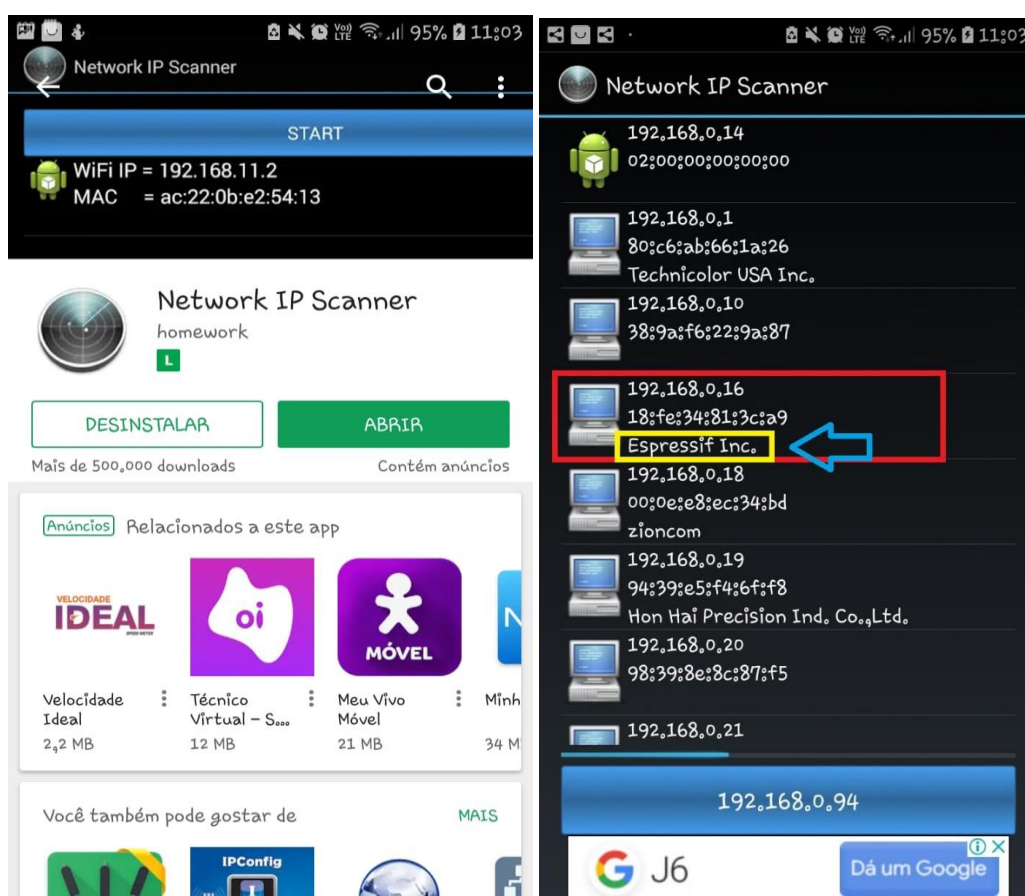 95% 11:03
Network IP Scanner
START
WiFi IP = 192.168.11.2
MAC = ac:22:0b:e2:54:13
Network IP Scanner
homework
L
DESINSTALAR
ABRIR
Mais de 500.000 downloads
Contém anúncios
Anúncios Relacionados a este app
VELOCIDADE
IDEAL
oi
MÓVEL
N
Velocidade
Ideal
2,2 MB
Técnico
Virtual – S...
12 MB
Meu Vivo
Móvel
21 MB
Minh
34 M
Você também pode gostar de
MAIS
IPConfig
95% 11:03
Network IP Scanner
192.168.0.14
02:00:00:00:00:00
192.168.0.1
80:c6:ab:66:1a:26
Technicolor USA Inc.
192.168.0.10
38:9a:f6:22:9a:87
192.168.0.16
18:fe:34:81:3c:a9
Espressif Inc.
192.168.0.18
00:0e:e8:ec:34:bd
zioncom
192.168.0.19
94:39:e5:f4:6f:f8
Hon Hai Precision Ind. Co.,Ltd.
192.168.0.20
98:39:8e:8c:87:f5
192.168.0.21
192.168.0.94
G J6
Dá um Google